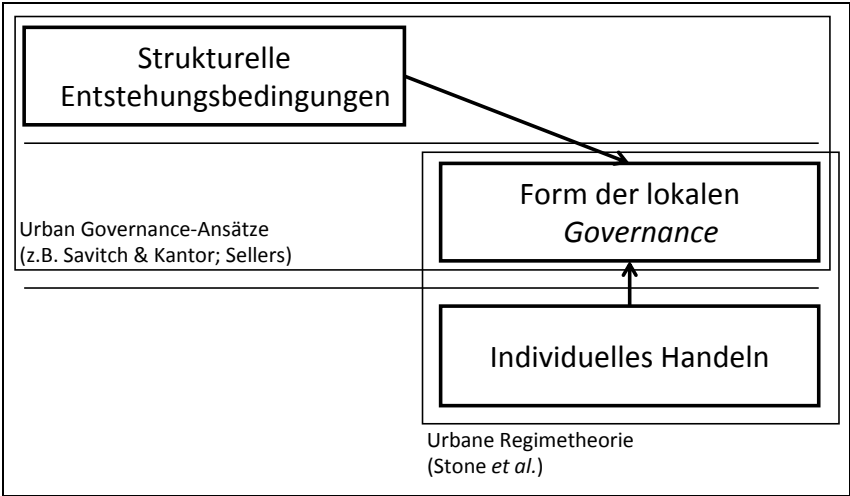 Strukturelle
Entstehungsbedingungen
Form der lokalen
Governance
Urban Governance-Ansätze
(z.B. Savitch & Kantor; Sellers)
Individuelles Handeln
Urbane Regimetheorie
(Stone et al.)